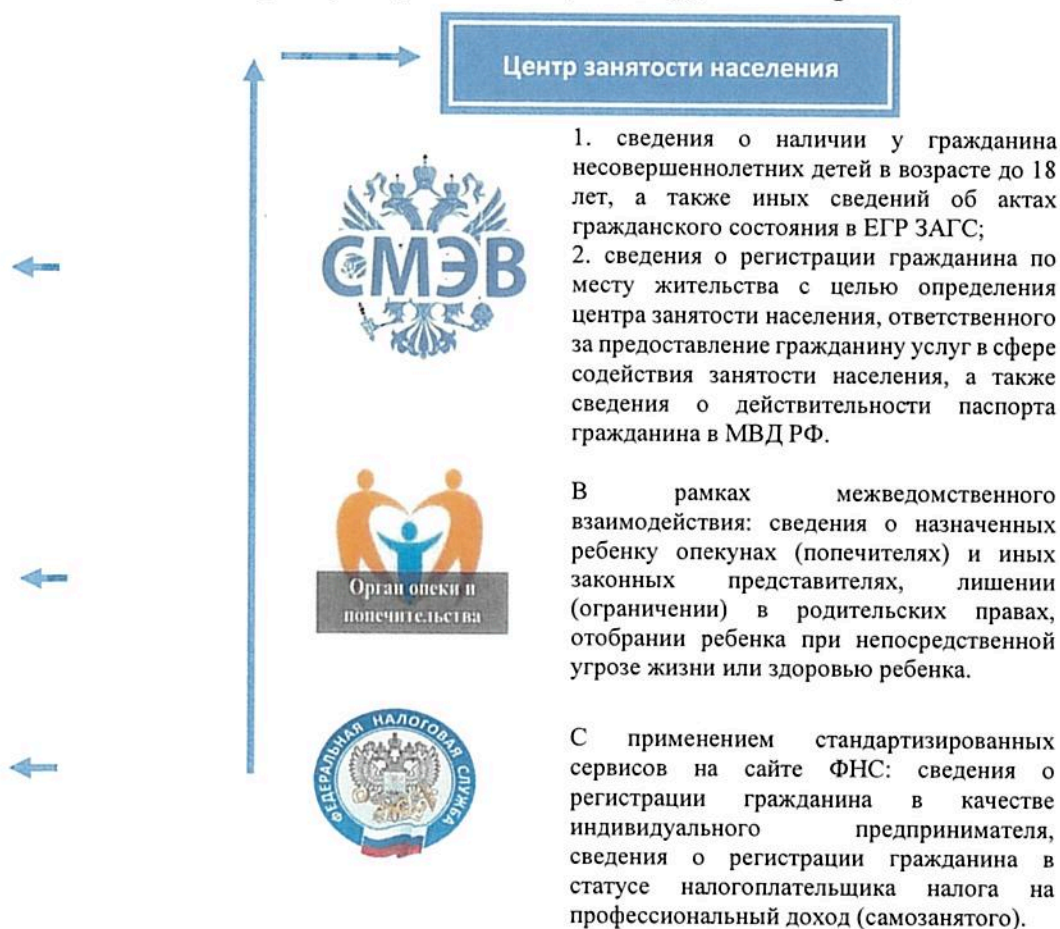 Центр занятости населения
1. сведения о наличии у гражданина
несовершеннолетних детей в возрасте до 18
лет, а также иных сведений об актах
гражданского состояния в ЕГР ЗАГС;
2. сведения о регистрации гражданина по
месту жительства с целью определения
центра занятости населения, ответственного
за предоставление гражданину услуг в сфере
содействия занятости населения, а также
сведения о действительности паспорта
гражданина в МВД РФ.
СМЭВ
В рамках межведомственного
взаимодействия: сведения о назначенных
ребенку опекунах (попечителях) и иных
законных представителях, лишении
(ограничении) в родительских правах,
отобрании ребенка при непосредственной
угрозе жизни или здоровью ребенка.
Орган опеки и
попечительства
С применением стандартизированных
сервисов на сайте ФНС: сведения о
регистрации гражданина в качестве
индивидуального предпринимателя,
сведения о регистрации гражданина в
статусе налогоплательщика налога на
профессиональный доход (самозанятого).
ФЕДЕРАЛЬНАЯ НАЛОГОВАЯ СЛУЖБА